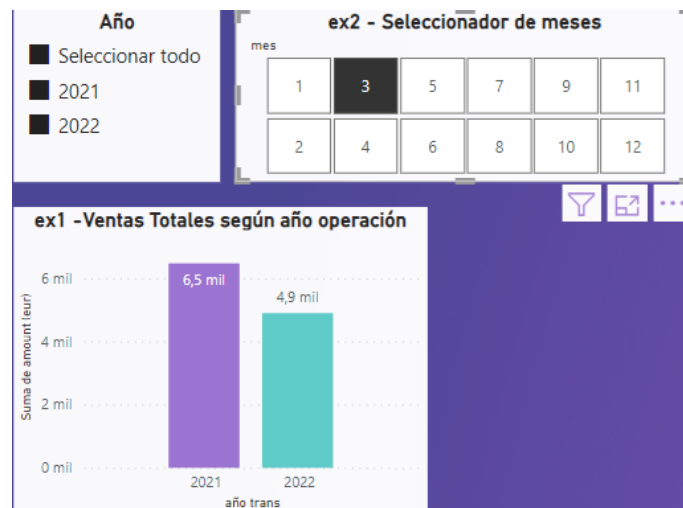 Año
Seleccionar todo
2021
2022
ex2 - Seleccionador de meses
mes
1 3 5 7 9 11
2 4 6 8 10 12
ex1 -Ventas Totales según año operación
Suma de amount (eur)
6 mil
4 mil
2 mil
0 mil
6,5 mil
4,9 mil
2021 2022
año trans